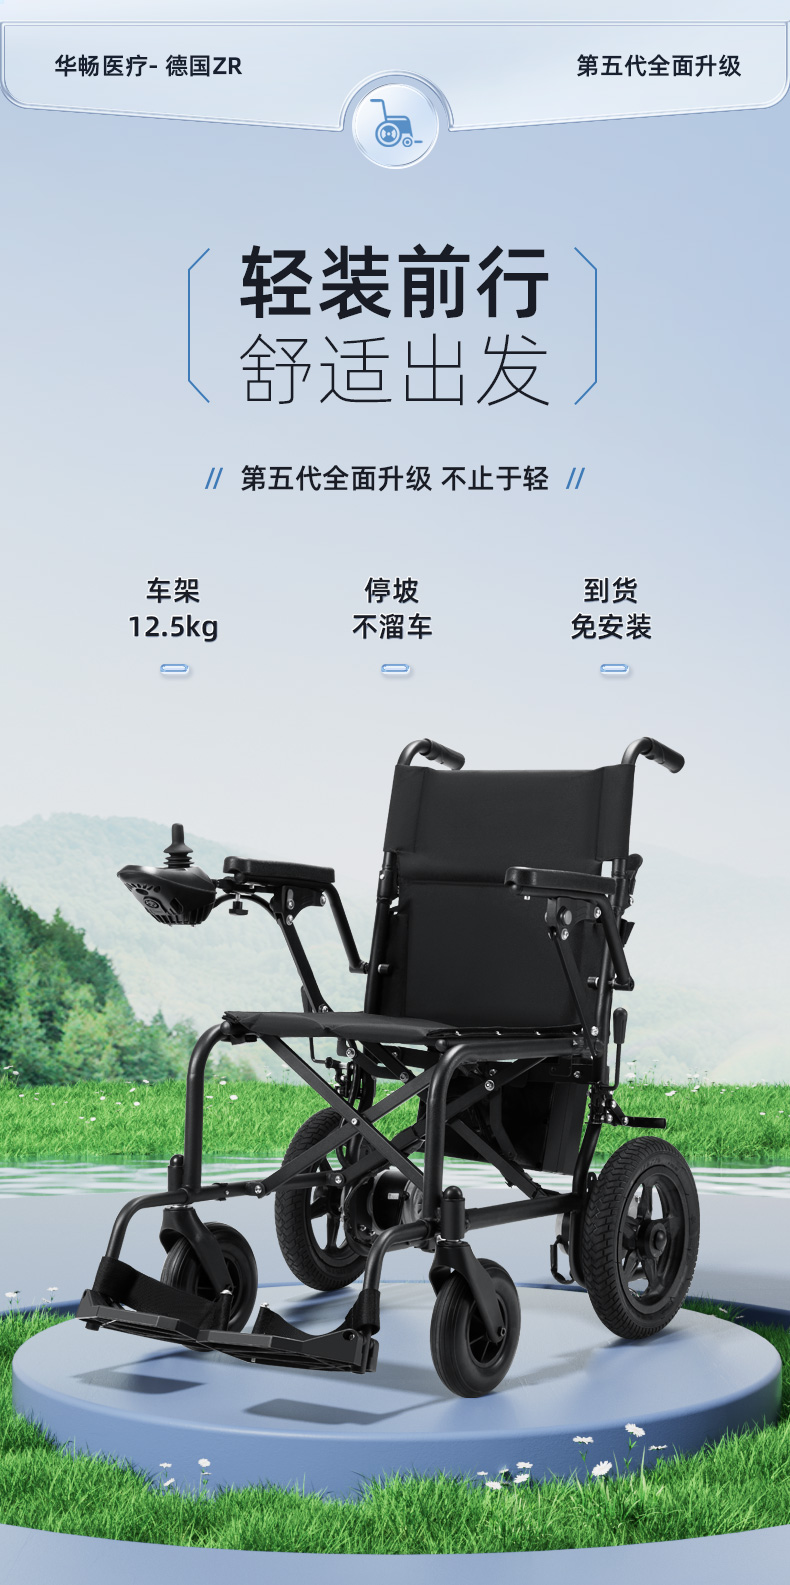 华畅医疗- 德国ZR
第五代全面升级
轻装前行
舒适出发
// 第五代全面升级 不止于轻 //
车架
12.5kg
停坡
不溜车
到货
免安装